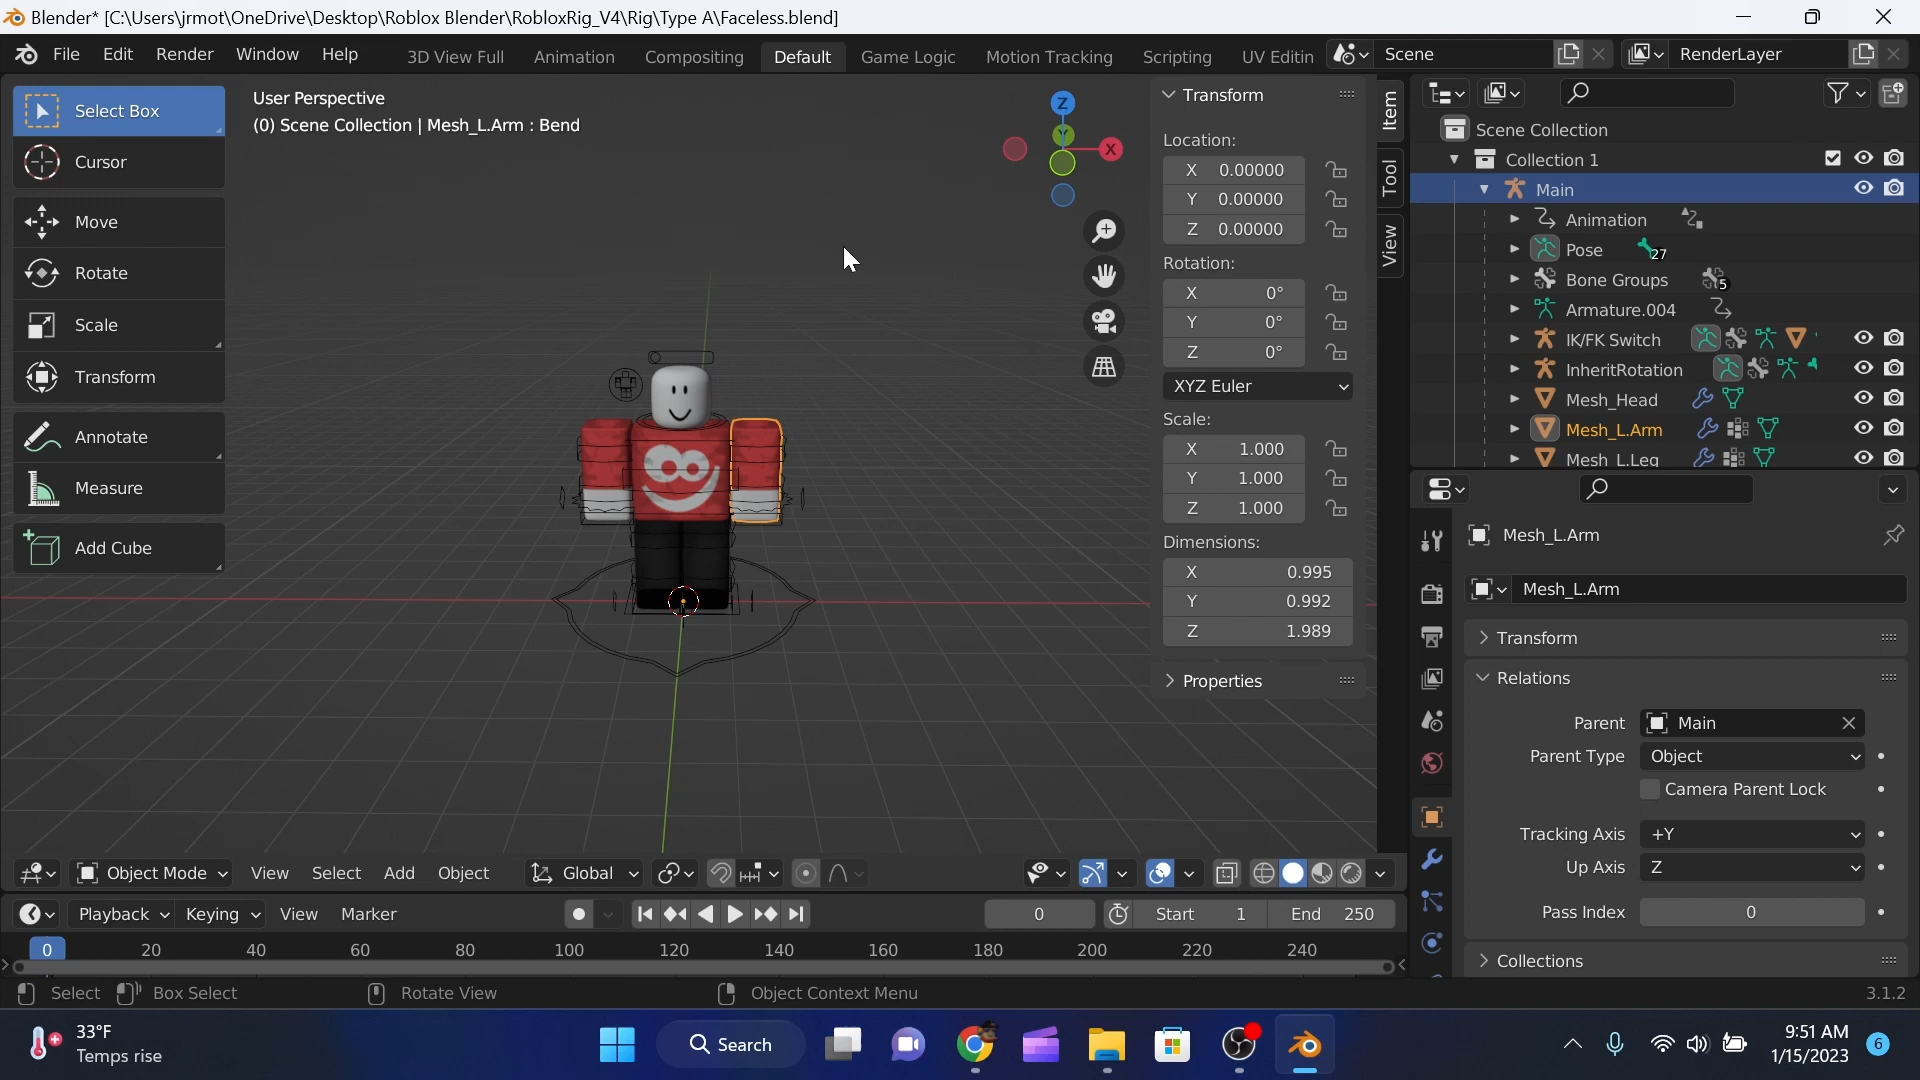 Blender* [C:\Users\jrmot\OneDrive\Desktop\Roblox Blender\RobloxRig_V4\Rig\Type A\Faceless.blend]
File Edit Render Window Help 3D View Full Animation Compositing Default Game Logic Motion Tracking Scripting UV Editin Scene RenderLayer
Select Box
Cursor
Move
Rotate
Scale
Transform
Annotate
Measure
Add Cube
User Perspective
(0) Scene Collection | Mesh_L.Arm : Bend
Z
Y
X
Transform
Location:
X 0.00000
Y 0.00000
Z 0.00000
Rotation:
X 0°
Y 0°
Z 0°
XYZ Euler
Scale:
X 1.000
Y 1.000
Z 1.000
Dimensions:
X 0.995
Y 0.992
Z 1.989
Properties
Item
Tool
View
Scene Collection
Collection 1
Main
Animation
Pose 27
Bone Groups 5
Armature.004
IK/FK Switch
InheritRotation
Mesh_Head
Mesh_L.Arm
Mesh_L.Leg
Mesh_L.Arm
Mesh_L.Arm
Transform
Relations
Parent Main
Parent Type Object
Camera Parent Lock
Tracking Axis +Y
Up Axis Z
Pass Index 0
Collections
Object Mode View Select Add Object Global
Playback Keying View Marker 0 Start 1 End 250
0 20 40 60 80 100 120 140 160 180 200 220 240
Select Box Select Rotate View Object Context Menu 3.1.2
33°F
Temps rise
Search
9:51 AM
1/15/2023
6